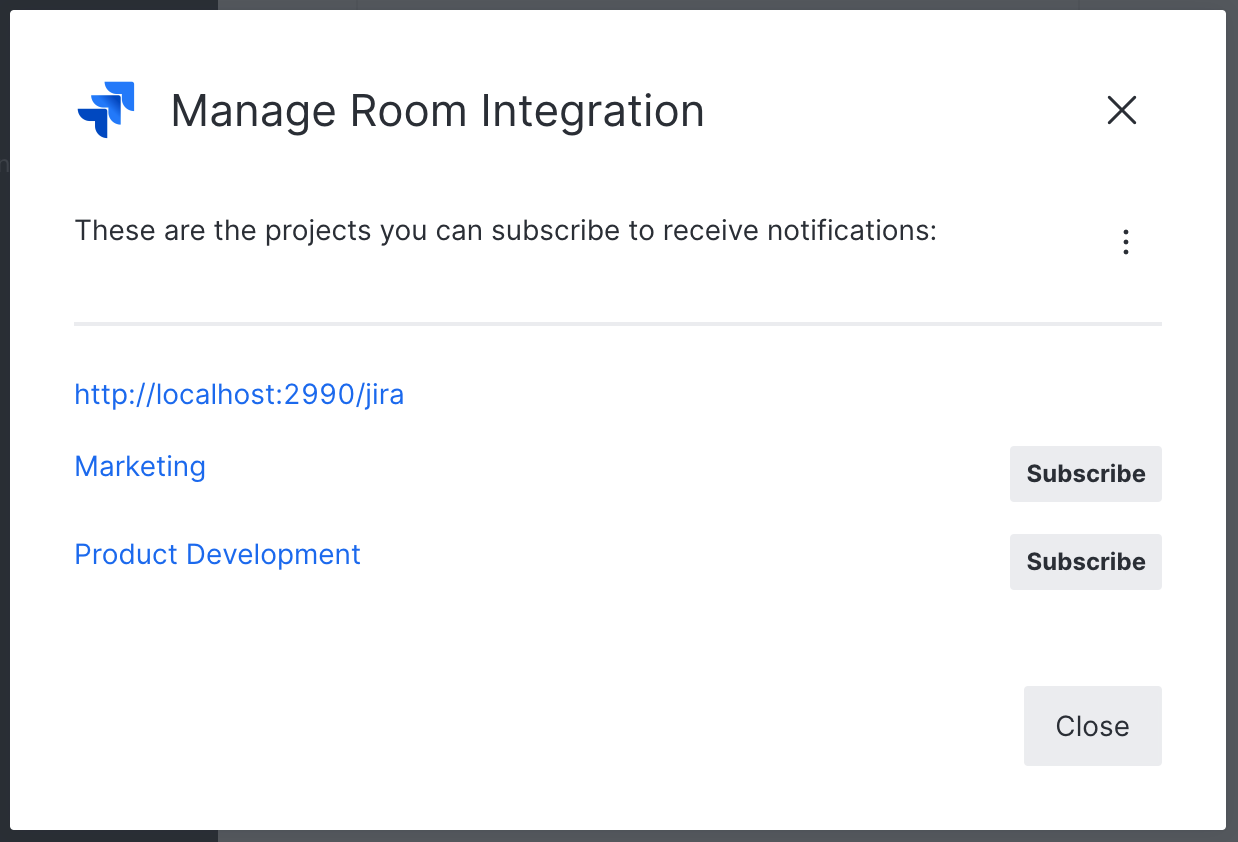 Manage Room Integration
These are the projects you can subscribe to receive notifications:
http://localhost:2990/jira
Marketing
Subscribe
Product Development
Subscribe
Close